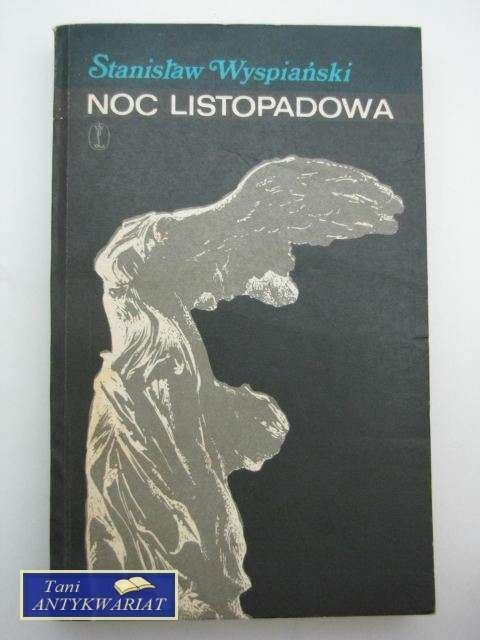 Stanisław Wyspiański
NOC LISTOPADOWA
Tani
ANTYKWARIAT